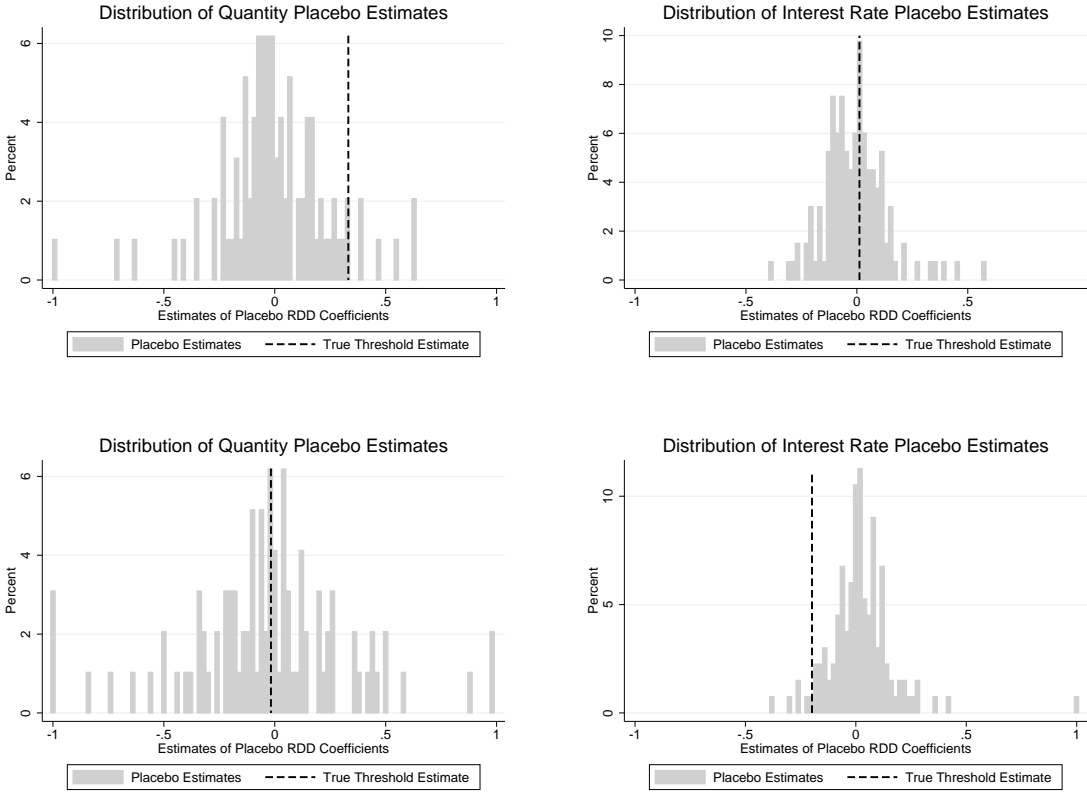 Distribution of Quantity Placebo Estimates
Percent
6
4
2
0
-1 -.5 0 .5 1
Estimates of Placebo RDD Coefficients
Placebo Estimates True Threshold Estimate
Distribution of Interest Rate Placebo Estimates
Percent
10
8
6
4
2
0
-1 -.5 0 .5
Estimates of Placebo RDD Coefficients
Placebo Estimates True Threshold Estimate
Distribution of Quantity Placebo Estimates
Percent
6
4
2
0
-1 -.5 0 .5 1
Estimates of Placebo RDD Coefficients
Placebo Estimates True Threshold Estimate
Distribution of Interest Rate Placebo Estimates
Percent
10
5
0
-1 -.5 0 .5 1
Estimates of Placebo RDD Coefficients
Placebo Estimates True Threshold Estimate